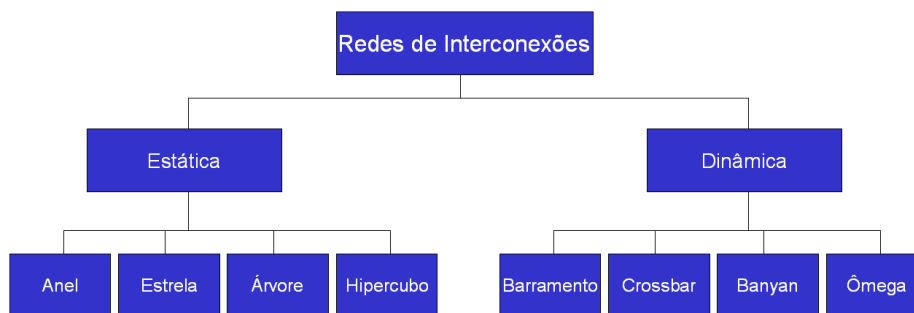 Redes de Interconexões
Estática
Dinâmica
Anel
Estrela
Árvore
Hipercubo
Barramento
Crossbar
Banyan
Ômega